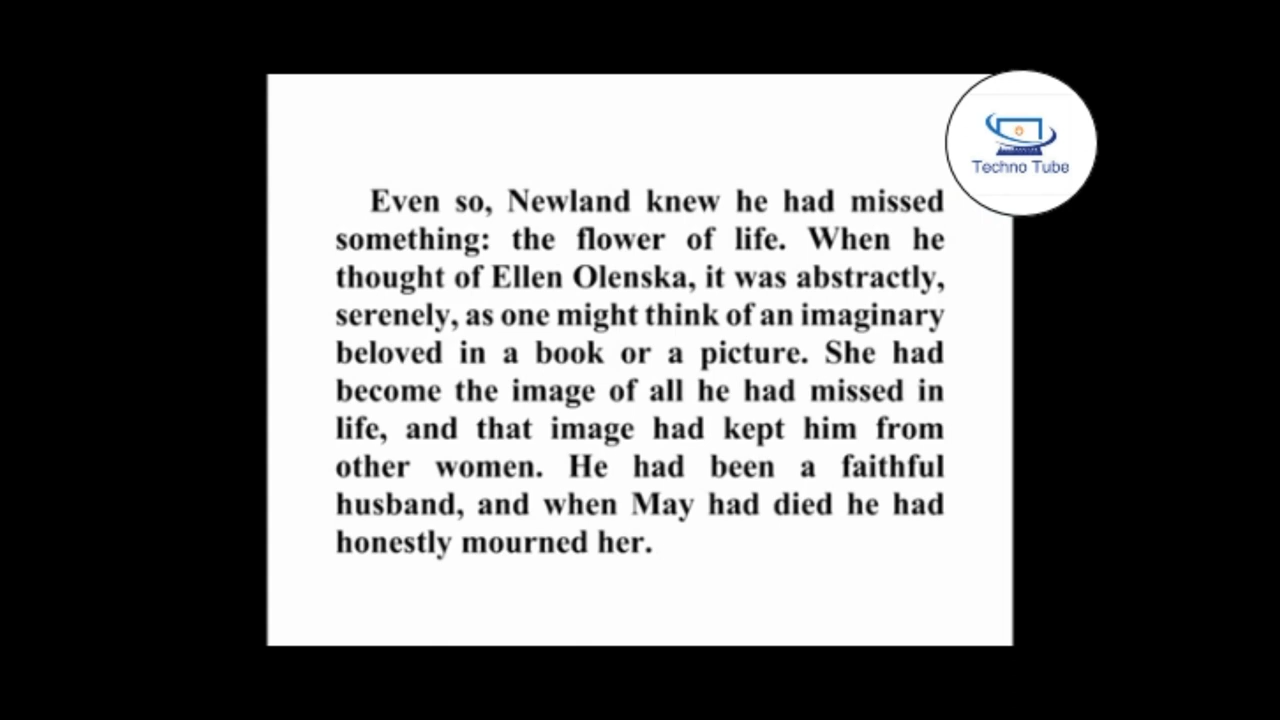 Techno Tube
Even so, Newland knew he had missed
something: the flower of life. When he
thought of Ellen Olenska, it was abstractly,
serenely, as one might think of an imaginary
beloved in a book or a picture. She had
become the image of all he had missed in
life, and that image had kept him from
other women. He had been a faithful
husband, and when May had died he had
honestly mourned her.